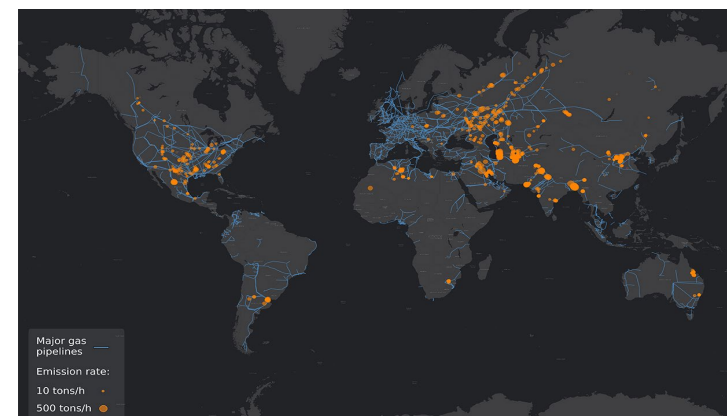 Major gas
pipelines
Emission rate:
10 tons/h
500 tons/h